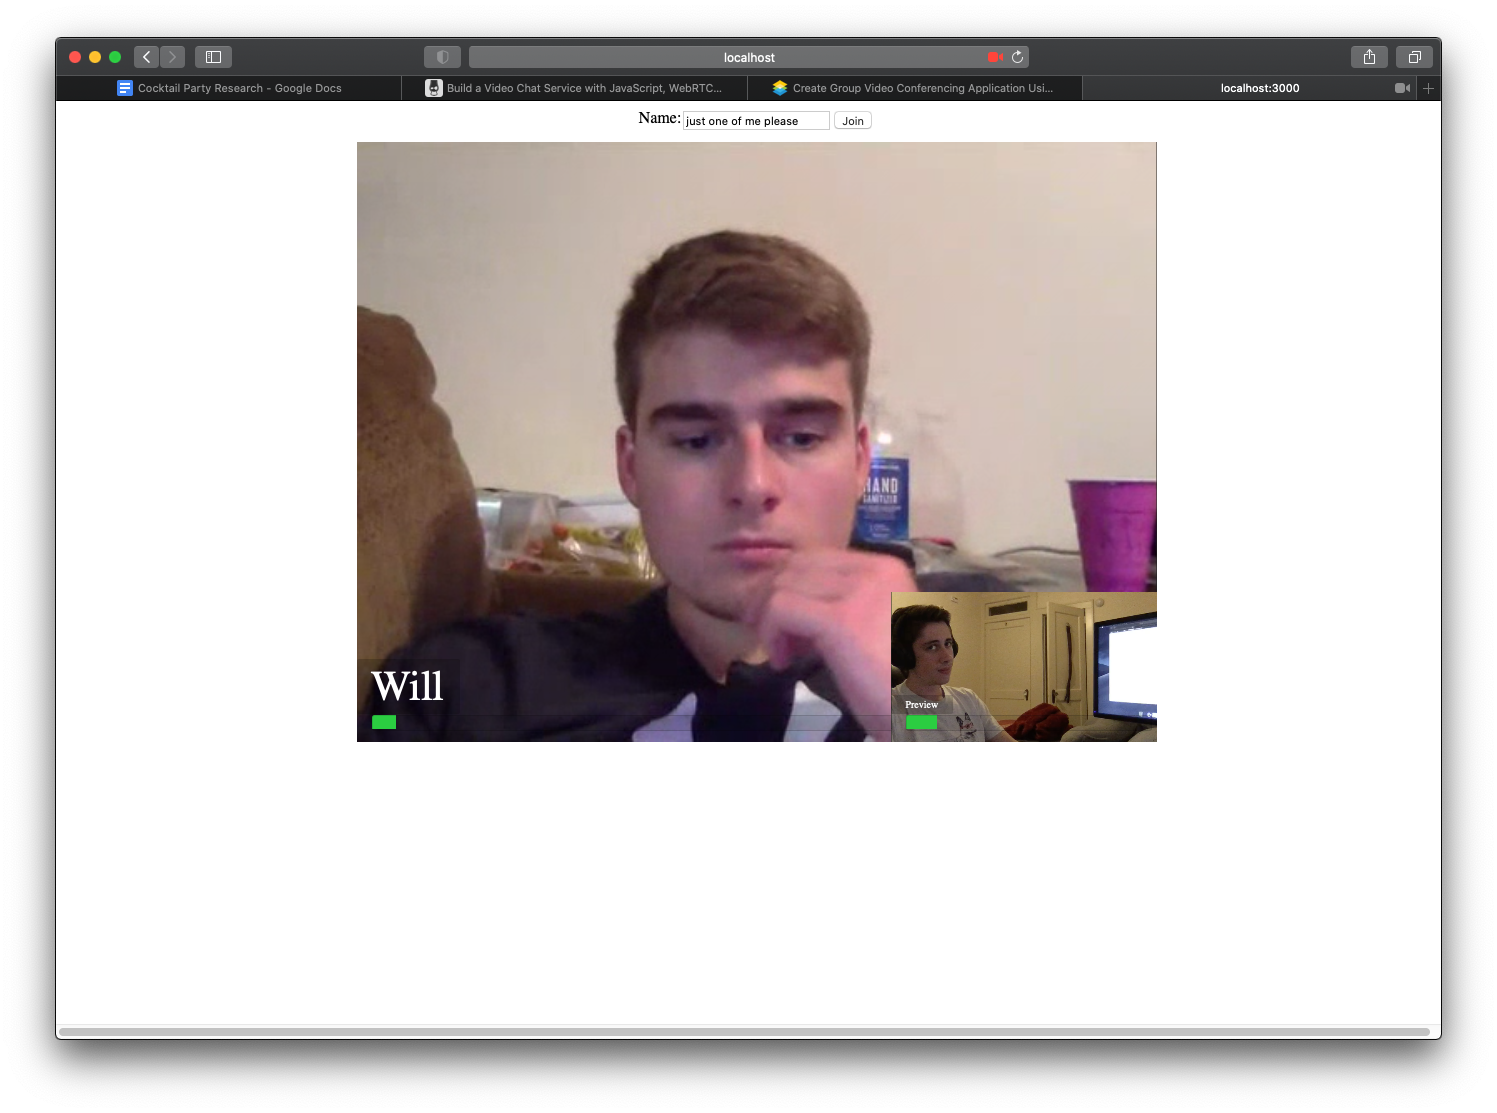 localhost
Cocktail Party Research - Google Docs
Build a Video Chat Service with JavaScript, WebRTC...
Create Group Video Conferencing Application Usi...
localhost:3000
Name: just one of me please Join
HAND
SANITIZER
Will
Preview